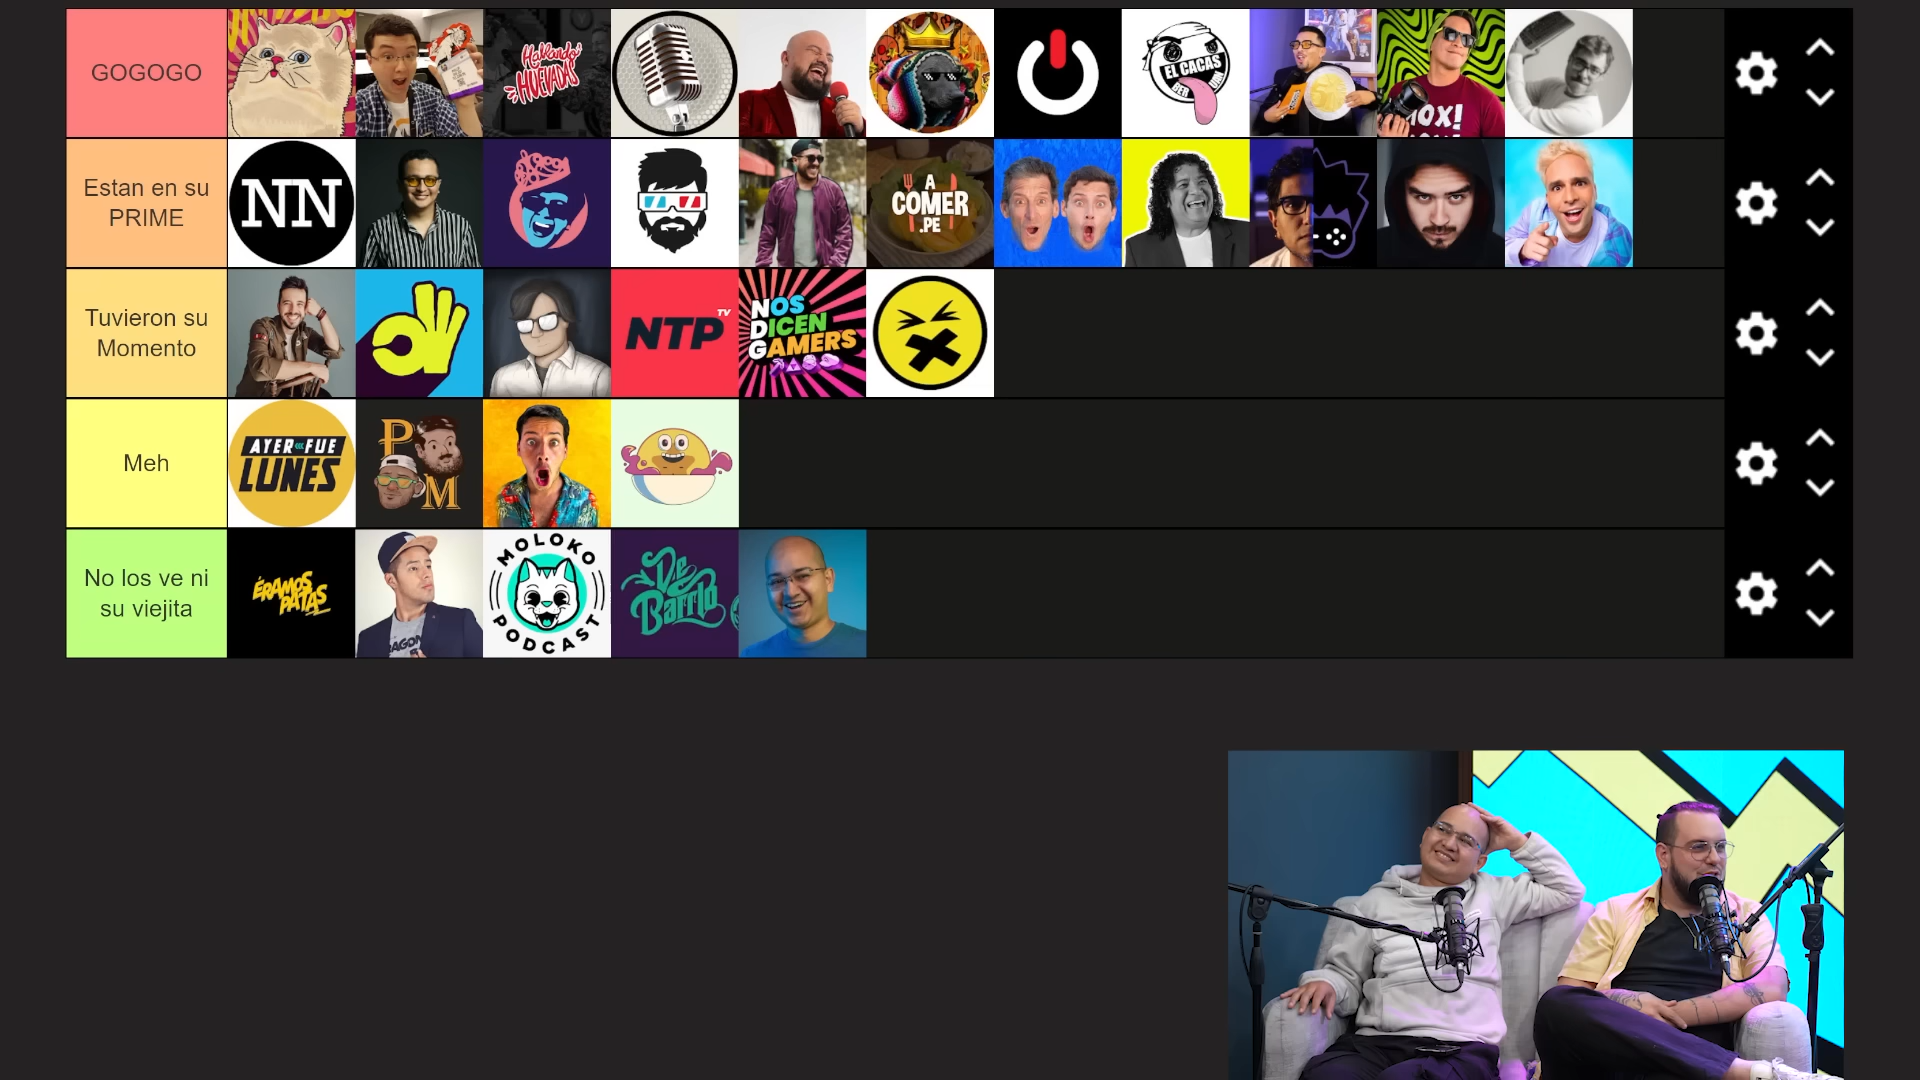 GOGOGO
Hablando
HUEVADAS
EL CACAS
¡OX!
Estan en su
PRIME
NN
A
COMER
.PE
Tuvieron su
Momento
NTP TV
NOS
DICEN
GAMERS
Meh
AYER FUE
LUNES
P
M
No los ve ni
su viejita
ÉRAMOS
PATAS
DRAGON
MOLOKO
PODCAST
De
Barrio